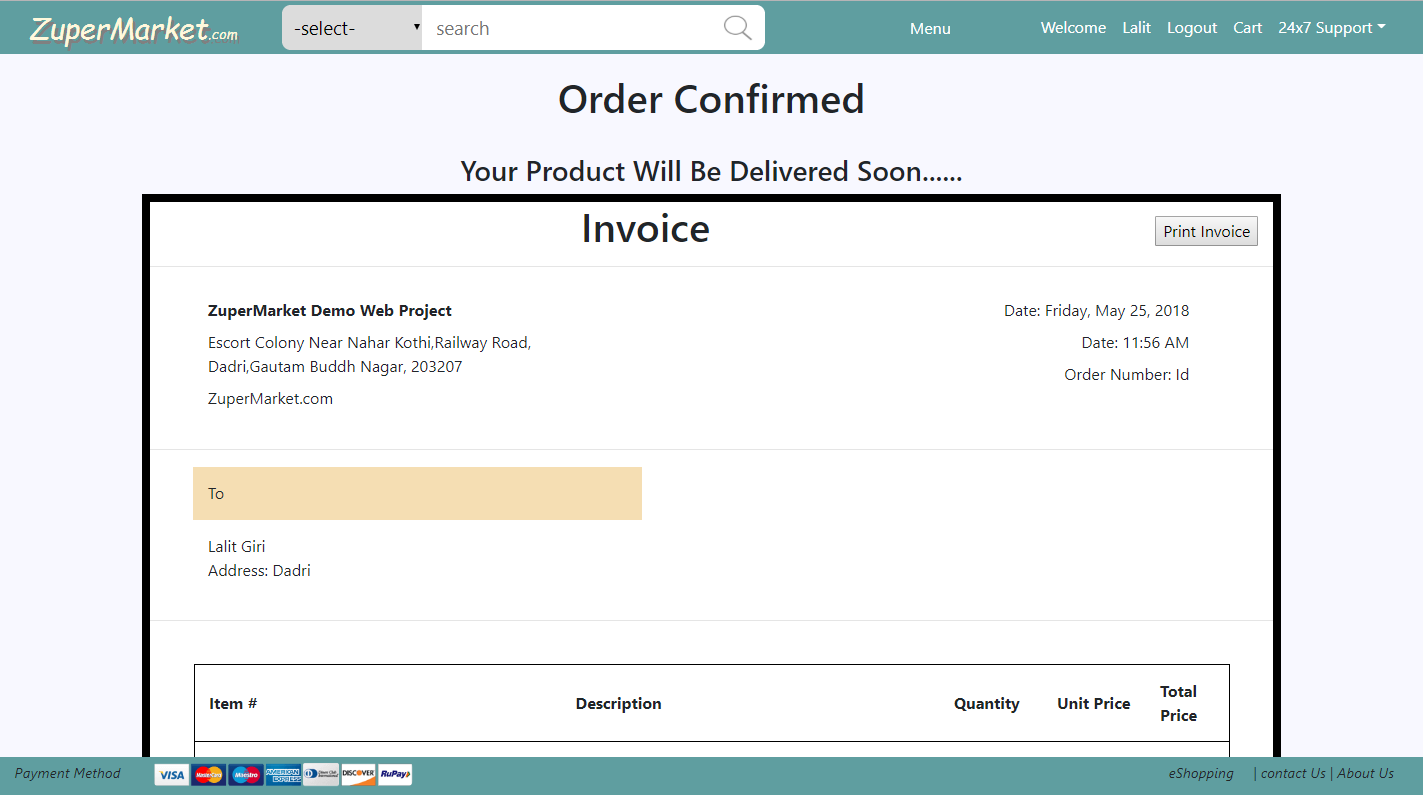 ZuperMarket.com
-select-
search
Menu
Welcome Lalit Logout Cart 24x7 Support
Order Confirmed
Your Product Will Be Delivered Soon......
Invoice
Print Invoice
ZuperMarket Demo Web Project
Date: Friday, May 25, 2018
Escort Colony Near Nahar Kothi,Railway Road,
Date: 11:56 AM
Dadri,Gautam Buddh Nagar, 203207
Order Number: Id
ZuperMarket.com
To
Lalit Giri
Address: Dadri
Item # Description Quantity Unit Price Total
Price
Payment Method
VISA MasterCard Maestro AMERICAN EXPRESS DISCOVER RuPay
eShopping | contact Us | About Us